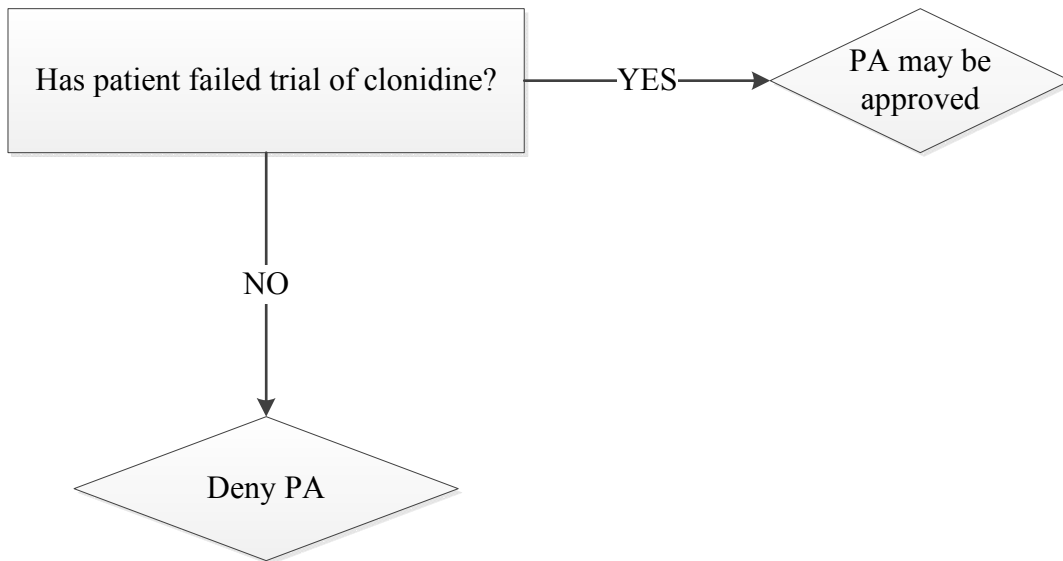 Has patient failed trial of clonidine?
YES
PA may be
approved
NO
Deny PA